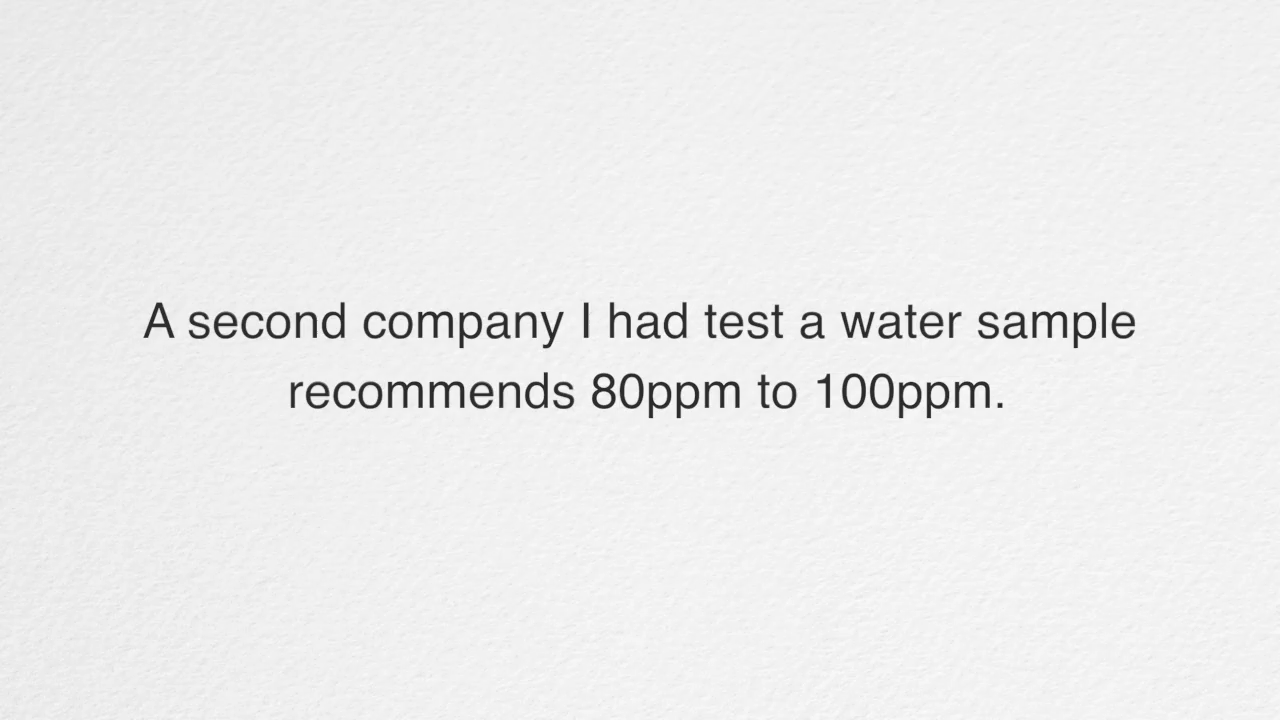 A second company I had test a water sample
recommends 80ppm to 100ppm.